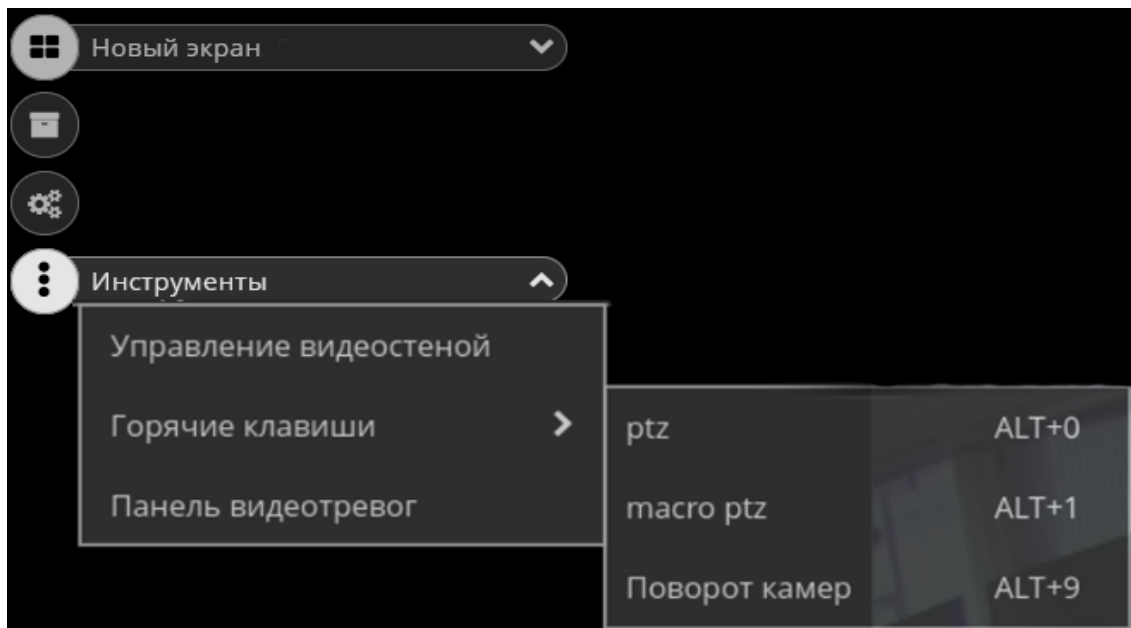 Новый экран
Инструменты
Управление видеостеной
Горячие клавиши
Панель видеотревог
ptz ALT+0
macro ptz ALT+1
Поворот камер ALT+9